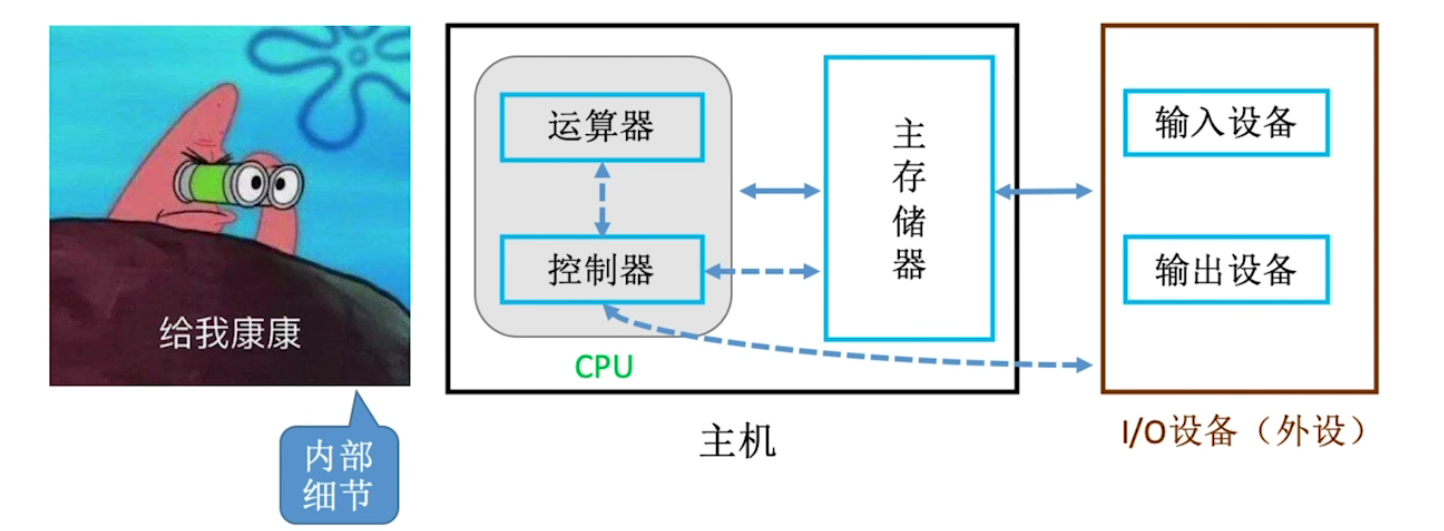 给我康康
内部
细节
运算器
控制器
CPU
主存储器
主机
输入设备
输出设备
I/O设备（外设）